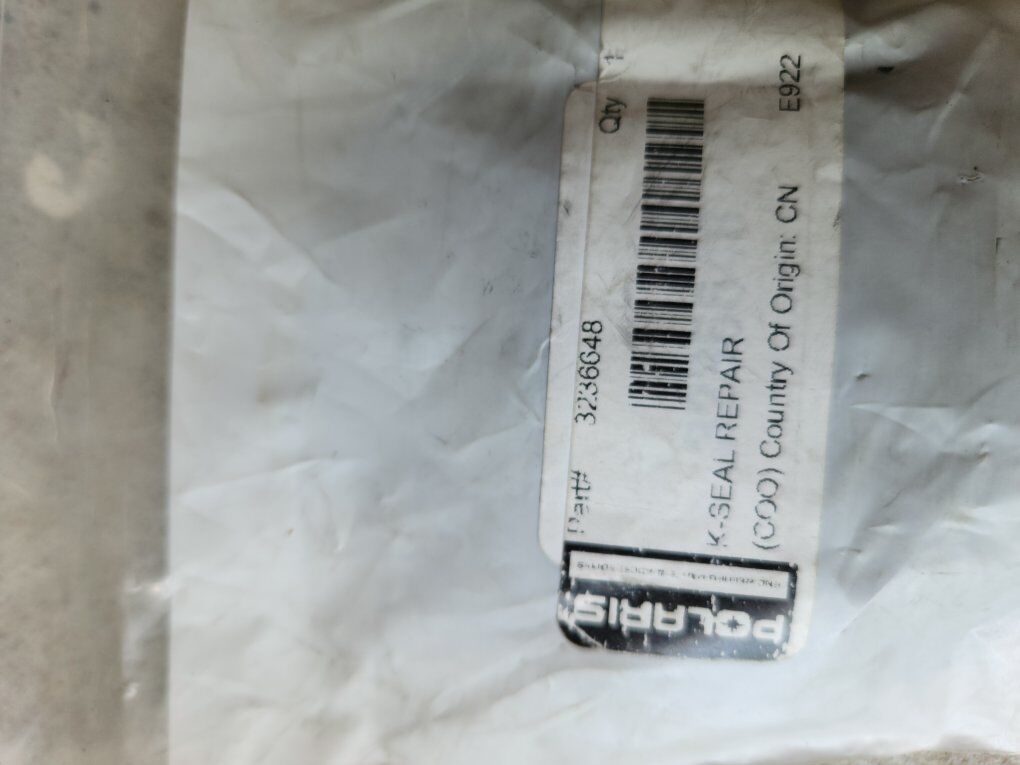 POLARIS
Part# 3236648 Qty 1
K-SEAL REPAIR
(COO) Country Of Origin: CN E922